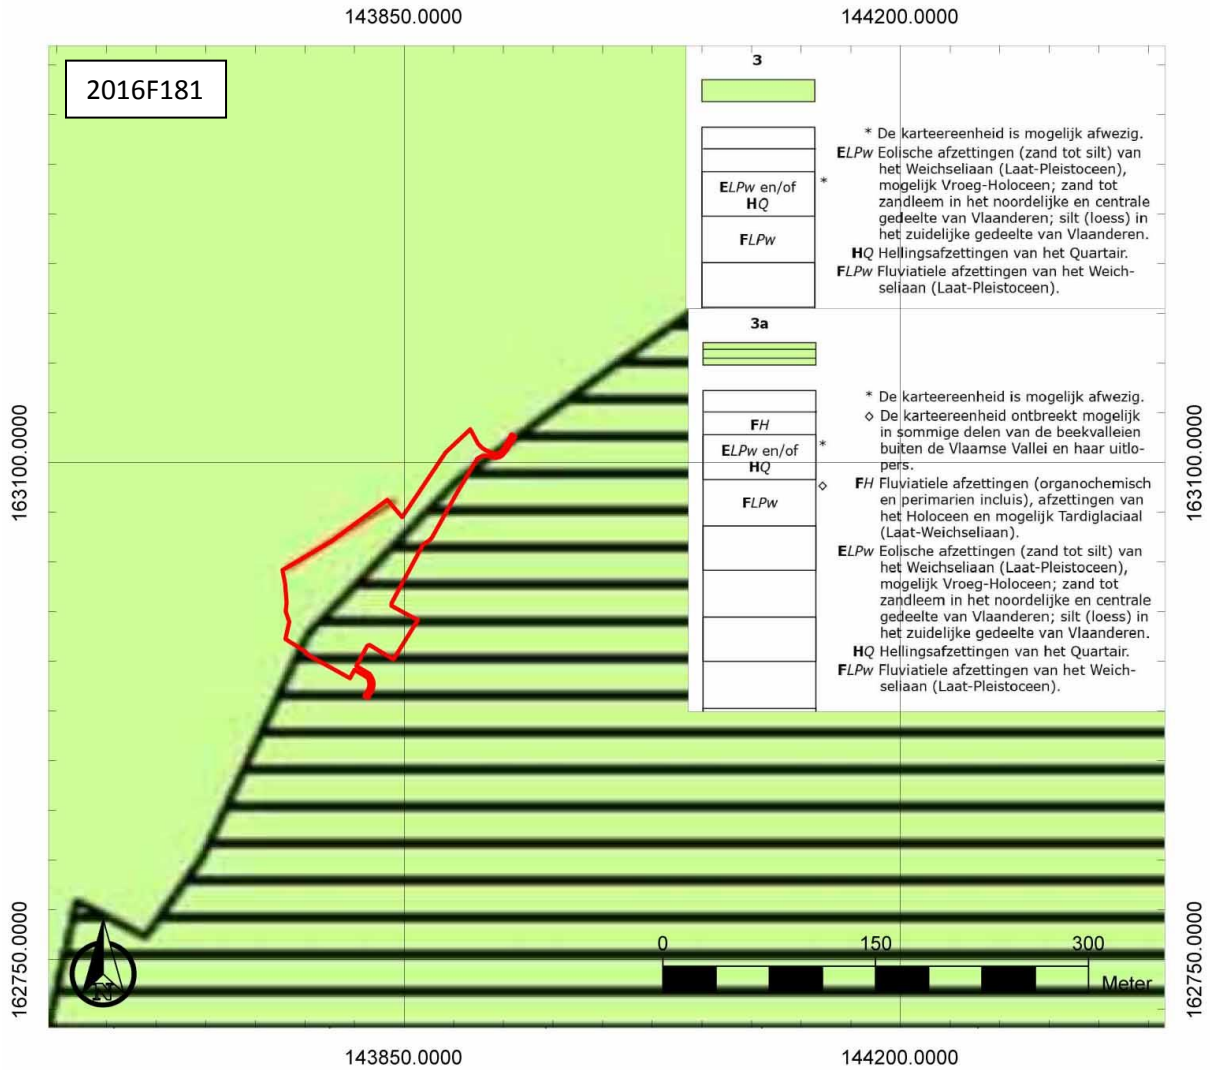 143850.0000
144200.0000
2016F181
3
* De karteereenheid is mogelijk afwezig.
ELPw Eolische afzettingen (zand tot silt) van
het Weichseliaan (Laat-Pleistoceen),
mogelijk Vroeg-Holoceen; zand tot
zandleem in het noordelijke en centrale
gedeelte van Vlaanderen; silt (loess) in
het zuidelijke gedeelte van Vlaanderen.
HQ Hellingsafzettingen van het Quartair.
FLPw Fluviatiele afzettingen van het Weich-
seliaan (Laat-Pleistoceen).
ELPw en/of
HQ
*
FLPw
3a
* De karteereenheid is mogelijk afwezig.
◇ De karteereenheid ontbreekt mogelijk
in sommige delen van de beekvalleien
buiten de Vlaamse Vallei en haar uitlo-
pers.
FH Fluviatiele afzettingen (organochemisch
en perimarien incluis), afzettingen van
het Holoceen en mogelijk Tardiglaciaal
(Laat-Weichseliaan).
ELPw Eolische afzettingen (zand tot silt) van
het Weichseliaan (Laat-Pleistoceen),
mogelijk Vroeg-Holoceen; zand tot
zandleem in het noordelijke en centrale
gedeelte van Vlaanderen; silt (loess) in
het zuidelijke gedeelte van Vlaanderen.
HQ Hellingsafzettingen van het Quartair.
FLPw Fluviatiele afzettingen van het Weich-
seliaan (Laat-Pleistoceen).
FH
ELPw en/of
HQ
*
FLPw
◇
163100.0000
163100.0000
162750.0000
162750.0000
0 150 300
Meter
N
143850.0000
144200.0000